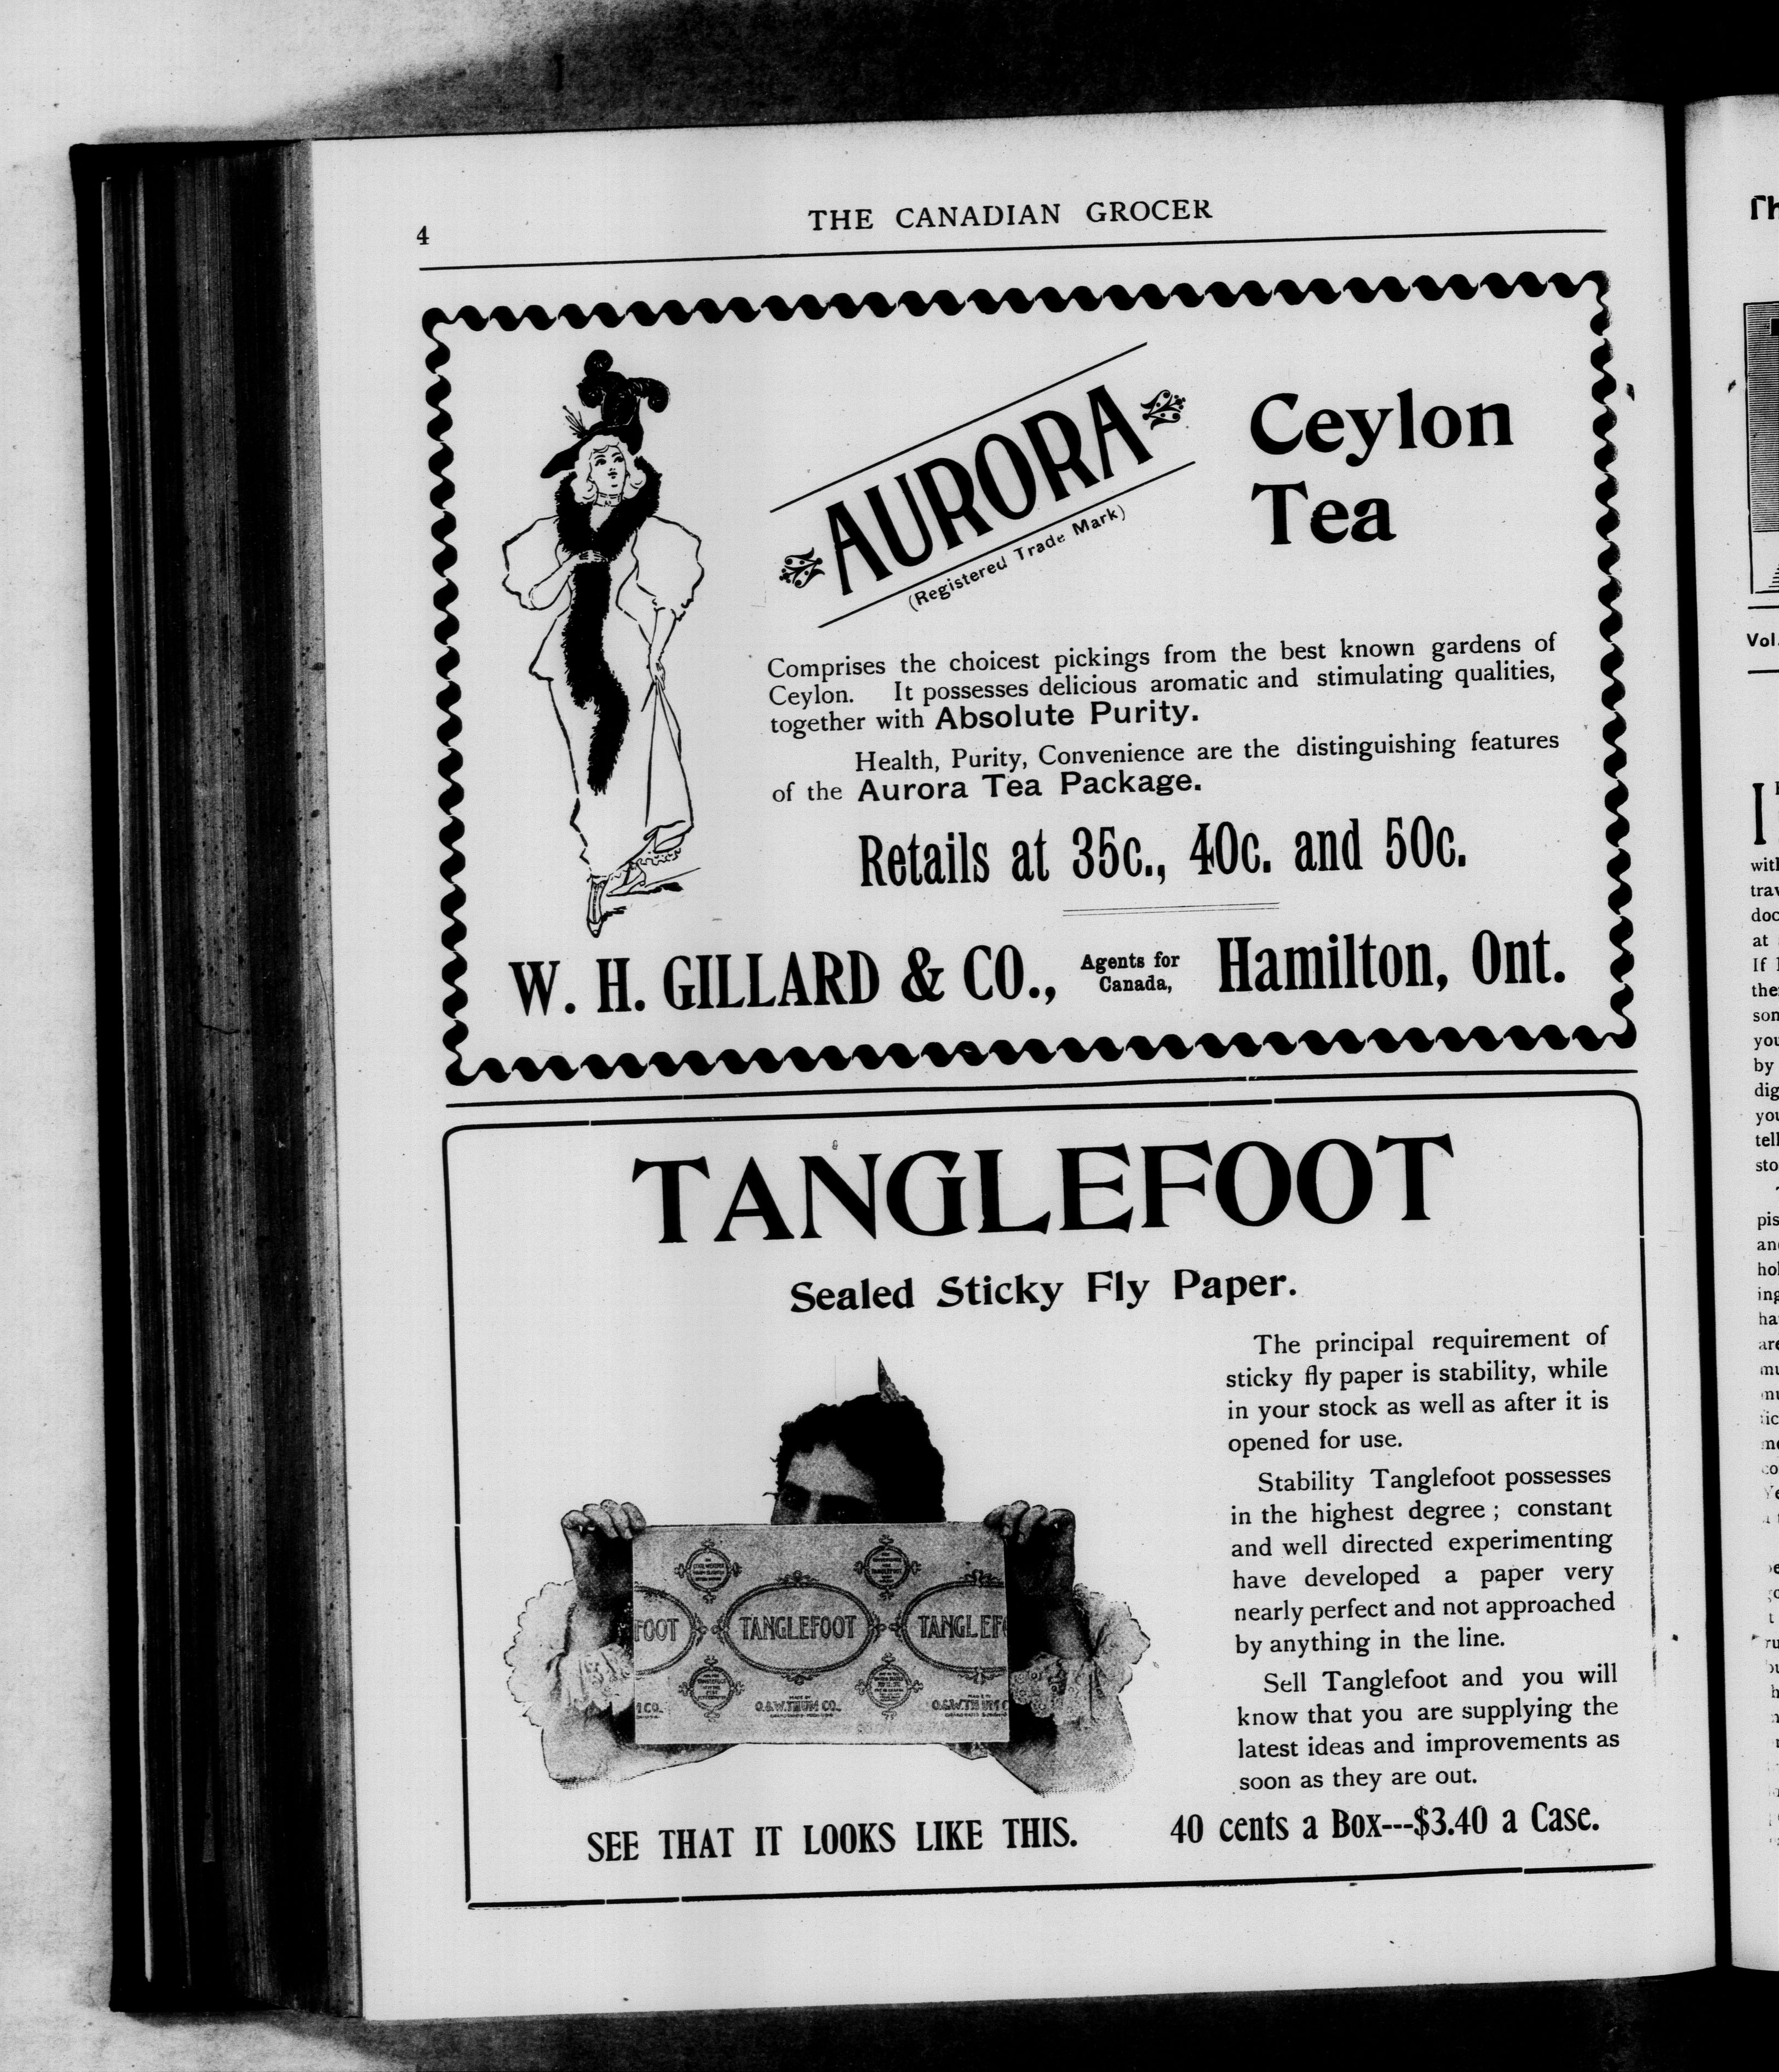 4
THE CANADIAN GROCER
AURORA
(Registered Trade Mark)
Ceylon
Tea
Comprises the choicest pickings from the best known gardens of
Ceylon. It possesses delicious aromatic and stimulating qualities,
together with Absolute Purity.
Health, Purity, Convenience are the distinguishing features
of the Aurora Tea Package.
Retails at 35c., 40c. and 50c.
W. H. GILLARD & CO., Agents for Canada, Hamilton, Ont.
TANGLEFOOT
Sealed Sticky Fly Paper.
The principal requirement of
sticky fly paper is stability, while
in your stock as well as after it is
opened for use.
Stability Tanglefoot possesses
in the highest degree ; constant
and well directed experimenting
have developed a paper very
nearly perfect and not approached
by anything in the line.
Sell Tanglefoot and you will
know that you are supplying the
latest ideas and improvements as
soon as they are out.
FOOT TANGLEFOOT TANGLEFO
MADE BY
O.&W.THUM CO.
SEE THAT IT LOOKS LIKE THIS.
40 cents a Box---$3.40 a Case.
Vol.